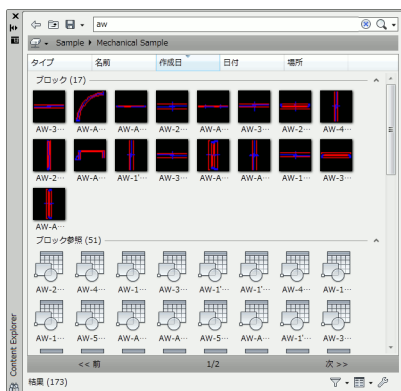 aw
Sample
Mechanical Sample
タイプ 名前 作成日 日付 場所
ブロック (17)
AW-3… AW-A… AW-A… AW-2… AW-A… AW-3… AW-2… AW-4…
AW-2… AW-A… AW-1'… AW-3… AW-A… AW-A… AW-1… AW-3…
AW-A…
ブロック参照 (51)
AW-2… AW-4… AW-1… AW-3… AW-1'… AW-1'… AW-4… AW-1…
AW-1… AW-5… AW-A… AW-1… AW-5… AW-A… AW-A… AW-3…
<< 前 1/2 次 >>
結果 (173)
Content Explorer